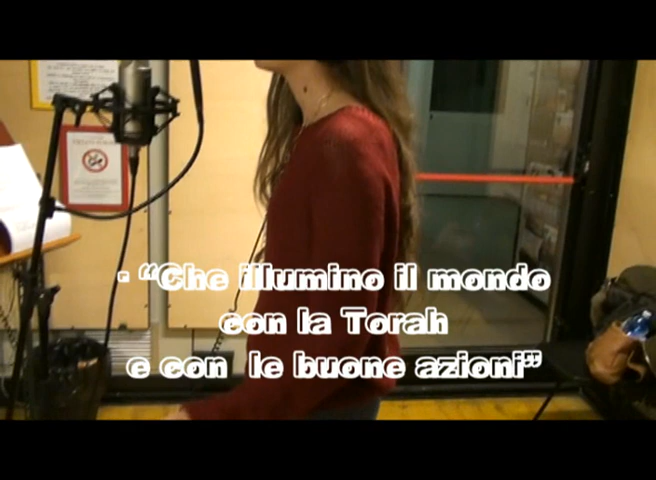 - “Che illumino il mondo
con la Torah
e con le buone azioni”